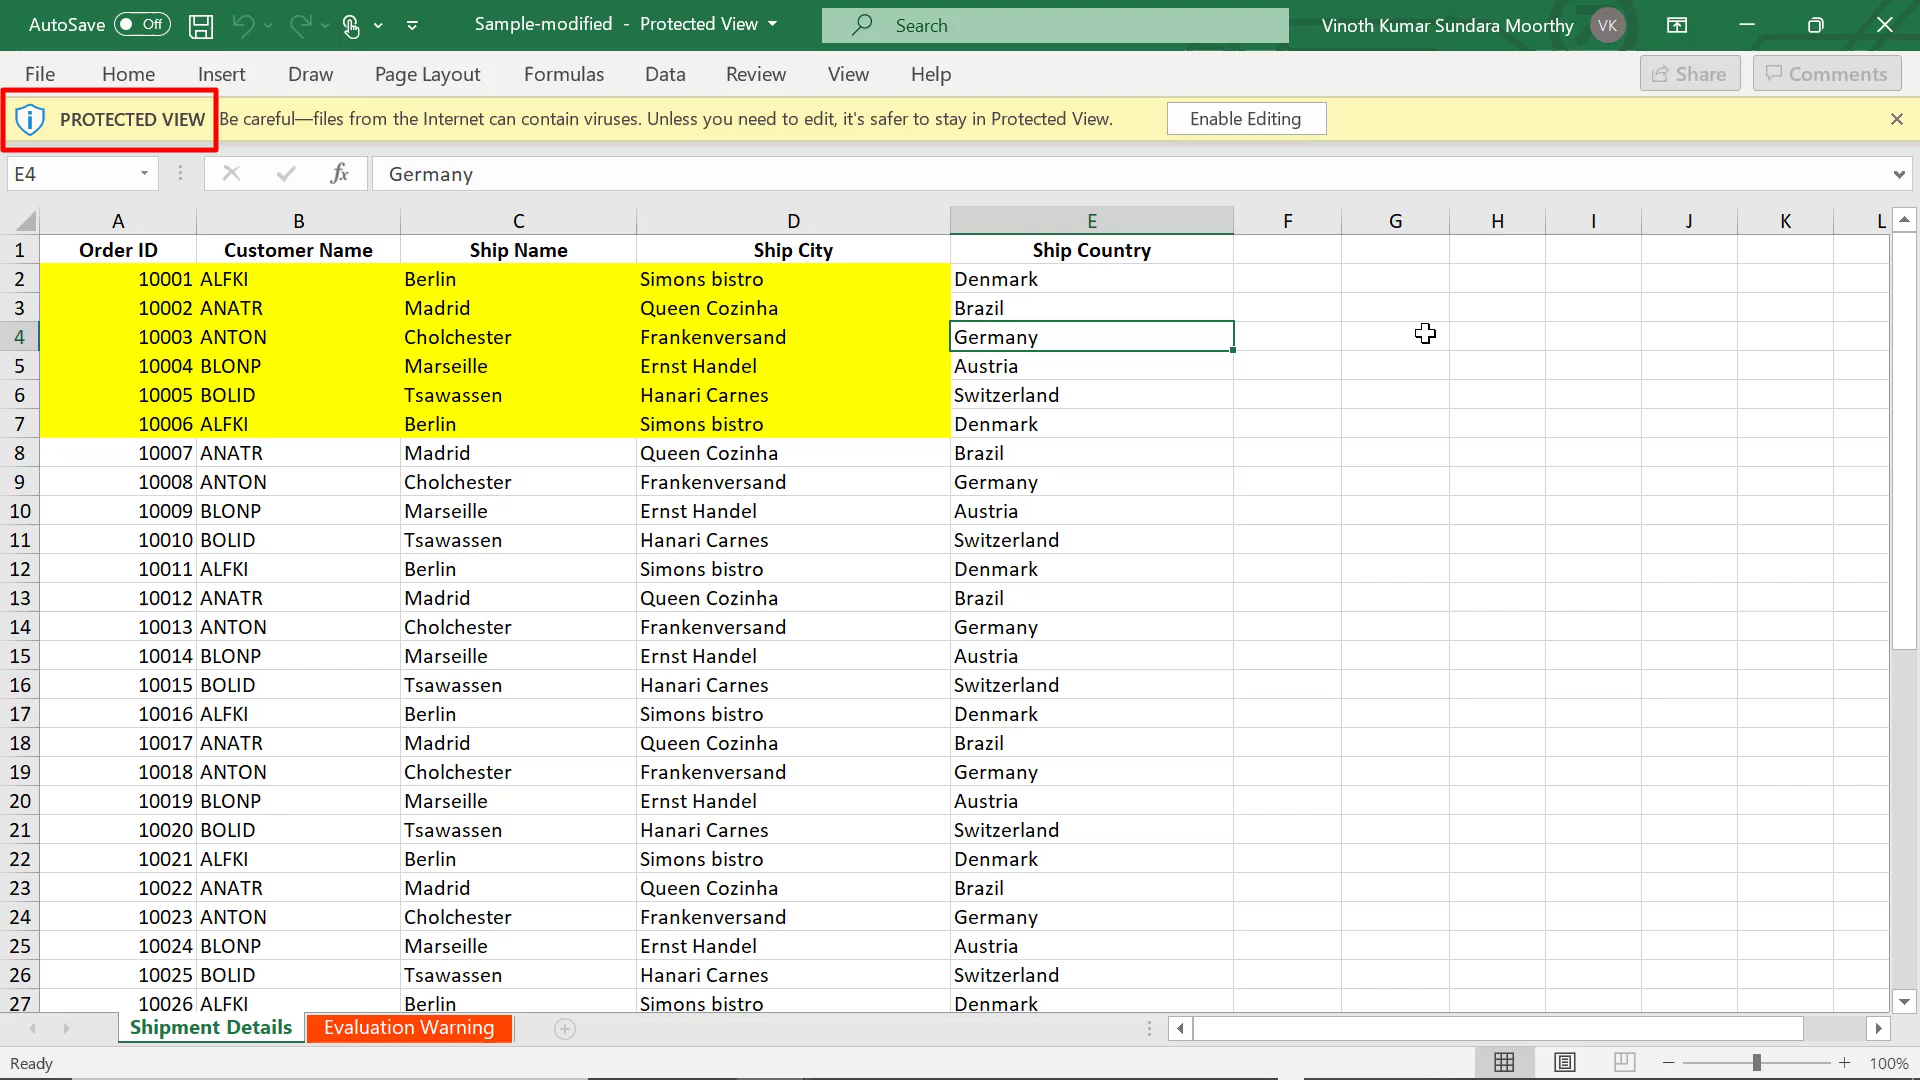 AutoSave Off Sample-modified - Protected View Search Vinoth Kumar Sundara Moorthy VK
File Home Insert Draw Page Layout Formulas Data Review View Help Share Comments
PROTECTED VIEW Be careful—files from the Internet can contain viruses. Unless you need to edit, it's safer to stay in Protected View. Enable Editing
E4 fx Germany
A B C D E F G H I J K L
1 Order ID Customer Name Ship Name Ship City Ship Country
2 10001 ALFKI Berlin Simons bistro Denmark
3 10002 ANATR Madrid Queen Cozinha Brazil
4 10003 ANTON Cholchester Frankenversand Germany
5 10004 BLONP Marseille Ernst Handel Austria
6 10005 BOLID Tsawassen Hanari Carnes Switzerland
7 10006 ALFKI Berlin Simons bistro Denmark
8 10007 ANATR Madrid Queen Cozinha Brazil
9 10008 ANTON Cholchester Frankenversand Germany
10 10009 BLONP Marseille Ernst Handel Austria
11 10010 BOLID Tsawassen Hanari Carnes Switzerland
12 10011 ALFKI Berlin Simons bistro Denmark
13 10012 ANATR Madrid Queen Cozinha Brazil
14 10013 ANTON Cholchester Frankenversand Germany
15 10014 BLONP Marseille Ernst Handel Austria
16 10015 BOLID Tsawassen Hanari Carnes Switzerland
17 10016 ALFKI Berlin Simons bistro Denmark
18 10017 ANATR Madrid Queen Cozinha Brazil
19 10018 ANTON Cholchester Frankenversand Germany
20 10019 BLONP Marseille Ernst Handel Austria
21 10020 BOLID Tsawassen Hanari Carnes Switzerland
22 10021 ALFKI Berlin Simons bistro Denmark
23 10022 ANATR Madrid Queen Cozinha Brazil
24 10023 ANTON Cholchester Frankenversand Germany
25 10024 BLONP Marseille Ernst Handel Austria
26 10025 BOLID Tsawassen Hanari Carnes Switzerland
27 10026 ALFKI Berlin Simons bistro Denmark
Shipment Details Evaluation Warning
Ready 100%